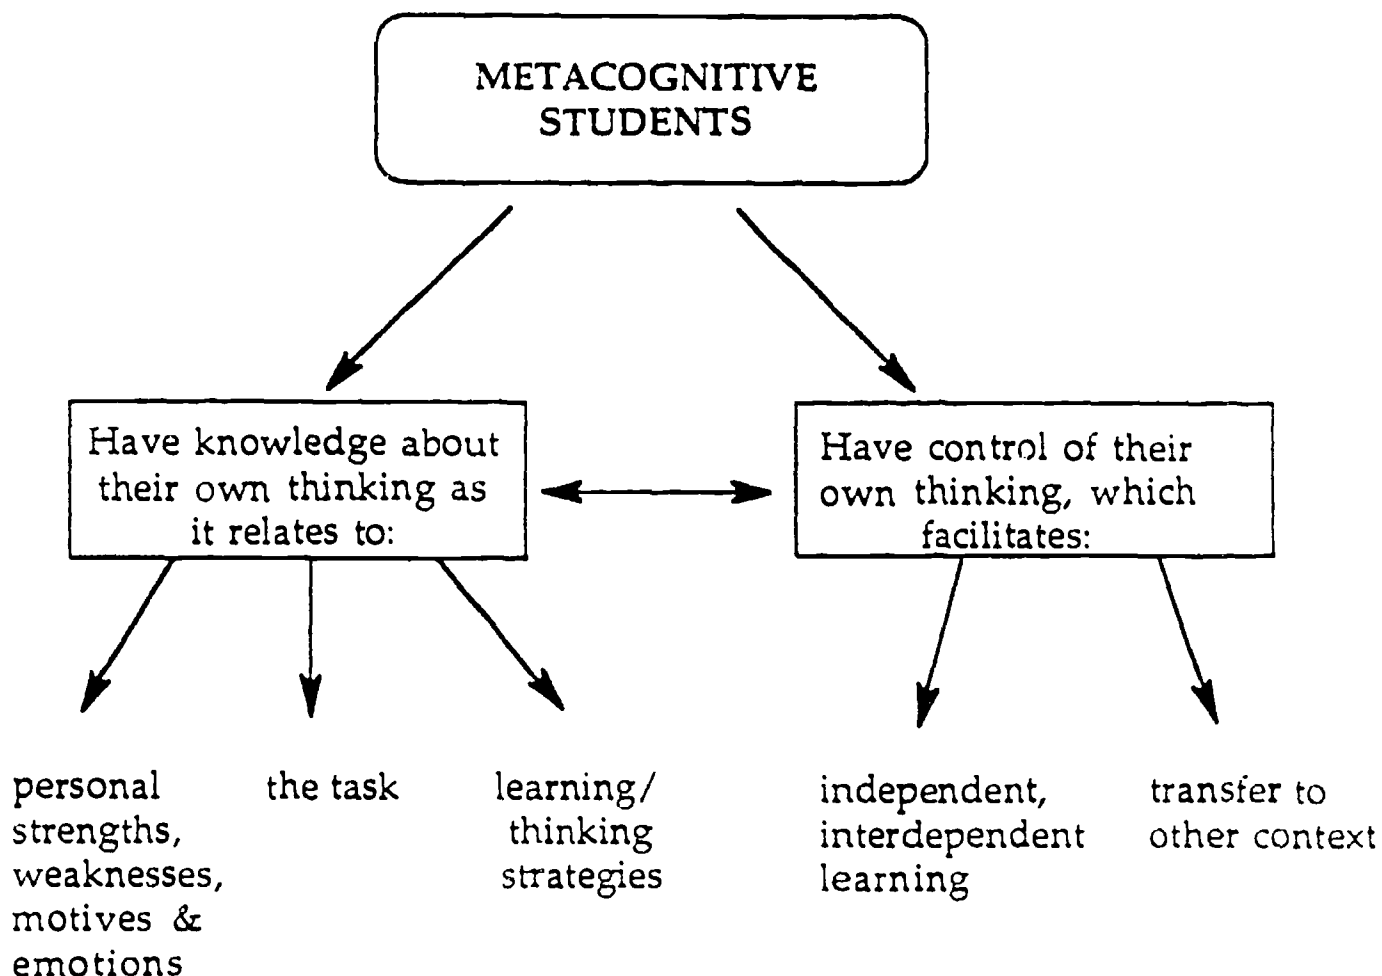 METACOGNITIVE
STUDENTS
Have knowledge about
their own thinking as
it relates to:
Have control of their
own thinking, which
facilitates:
personal
strengths,
weaknesses,
motives &
emotions
the task
learning/
thinking
strategies
independent,
interdependent
learning
transfer to
other context